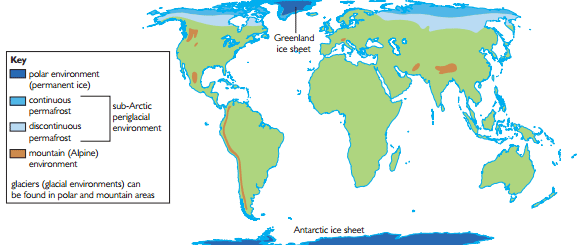 Greenland
ice sheet
Key
polar environment
(permanent ice)
continuous
permafrost
sub-Arctic
periglacial
environment
discontinuous
permafrost
mountain (Alpine)
environment
glaciers (glacial environments) can
be found in polar and mountain areas
Antarctic ice sheet